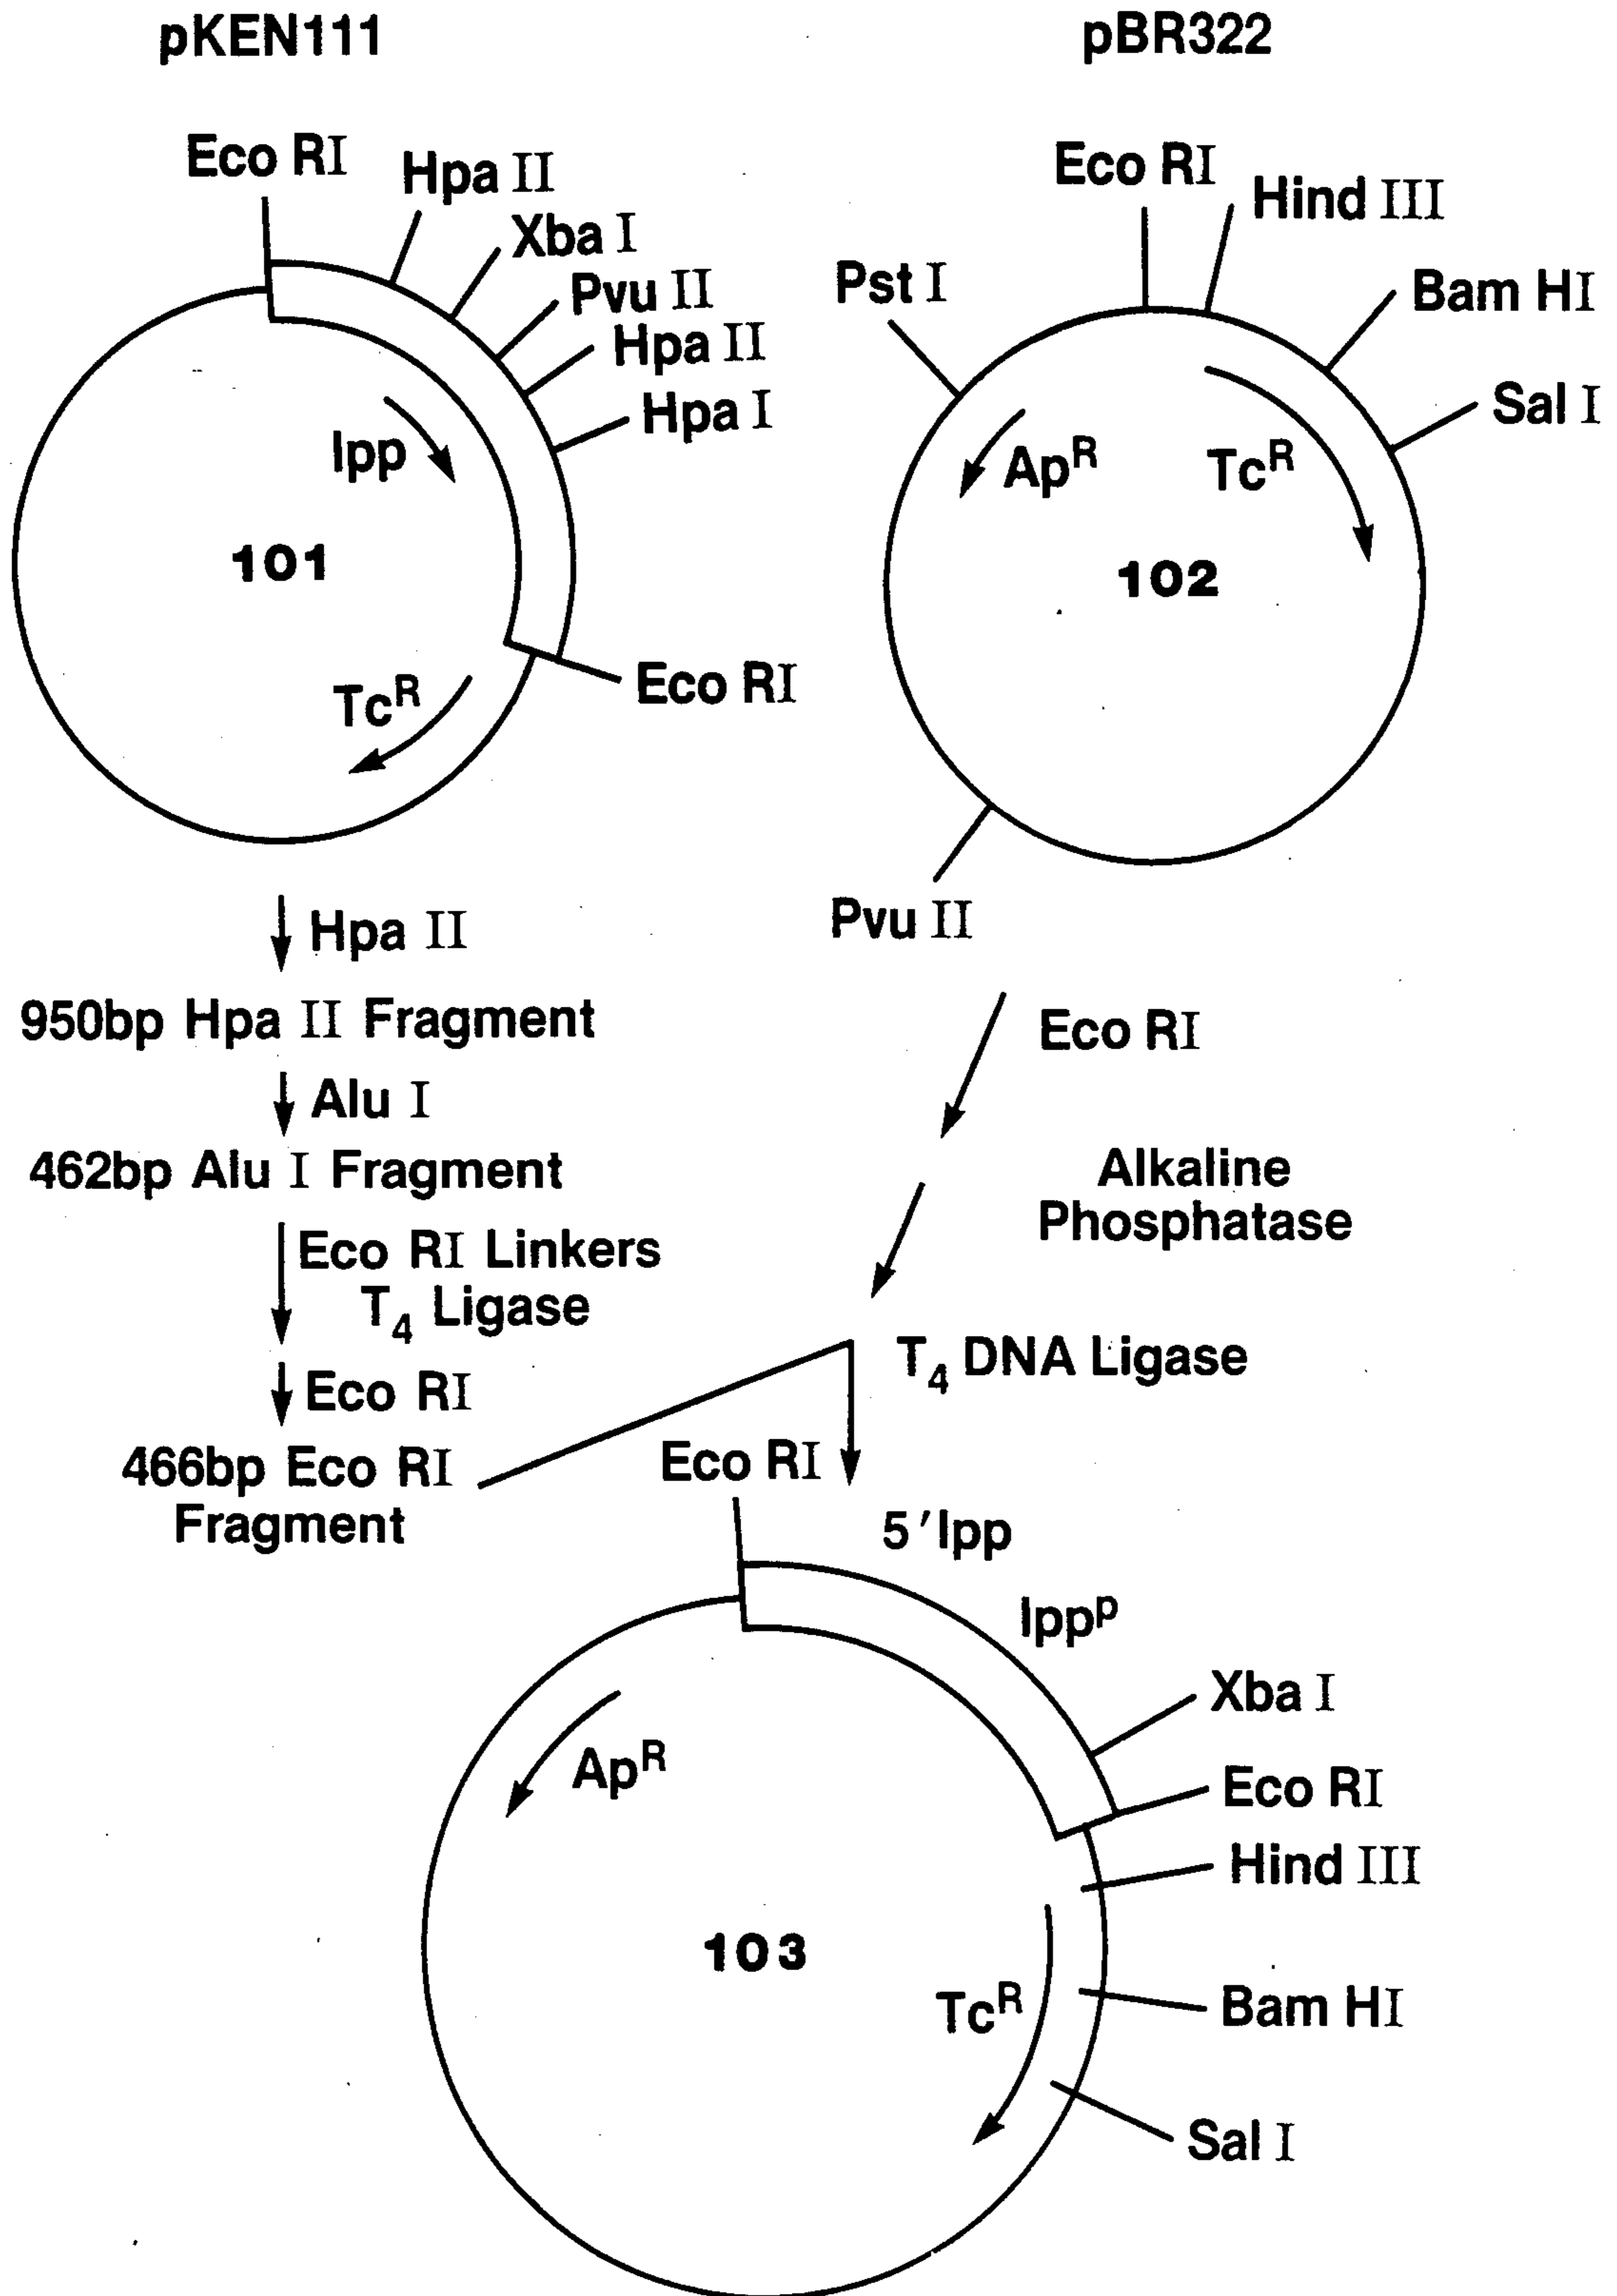 pKEN111
Eco RI
Hpa II
Xba I
Pvu II
Hpa II
Hpa I
lpp
101
Eco RI
Tcᴿ
pBR322
Eco RI
Hind III
Pst I
Bam HI
Sal I
Apᴿ
Tcᴿ
102
Pvu II
Hpa II
950bp Hpa II Fragment
Alu I
462bp Alu I Fragment
Eco RI Linkers
T₄ Ligase
Eco RI
466bp Eco RI
Fragment
Eco RI
Alkaline
Phosphatase
T₄ DNA Ligase
Eco RI
5'lpp
lppᵖ
Xba I
Eco RI
Hind III
Apᴿ
103
Tcᴿ
Bam HI
Sal I